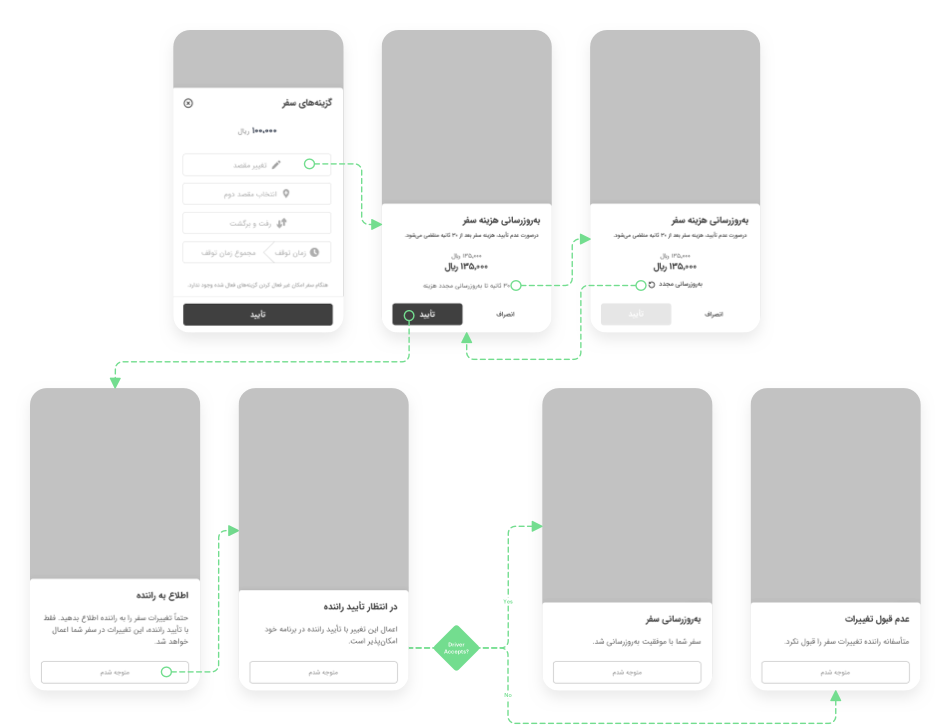 گزینه‌های سفر
۱۰۰،۰۰۰ ریال
تغییر مقصد
انتخاب مقصد دوم
رفت و برگشت
زمان توقف
مجموع زمان توقف:
هنگام سفر امکان غیر فعال کردن گزینه‌های فعال شده وجود ندارد.
تأیید
به‌روزرسانی هزینه سفر
درصورت عدم تأیید، هزینه سفر بعد از ۳۰ ثانیه منقضی می‌شود.
۱۳۵،۰۰۰ ریال
۱۳۵،۰۰۰ ریال
۳۰ ثانیه تا به‌روزرسانی مجدد هزینه
انصراف
تأیید
به‌روزرسانی هزینه سفر
درصورت عدم تأیید، هزینه سفر بعد از ۳۰ ثانیه منقضی می‌شود.
۱۳۵،۰۰۰ ریال
۱۳۵،۰۰۰ ریال
به‌روزرسانی مجدد
انصراف
تأیید
اطلاع به راننده
حتماً تغییرات سفر را به راننده اطلاع بدهید. فقط
با تأیید راننده، این تغییرات در سفر شما اعمال
خواهد شد.
متوجه شدم
در انتظار تأیید راننده
اعمال این تغییر با تأیید راننده در برنامه خود
امکان‌پذیر است.
متوجه شدم
Driver
Accepts?
Yes
No
به‌روزرسانی سفر
سفر شما با موفقیت به‌روزرسانی شد.
متوجه شدم
عدم قبول تغییرات
متأسفانه راننده تغییرات سفر را قبول نکرد.
متوجه شدم